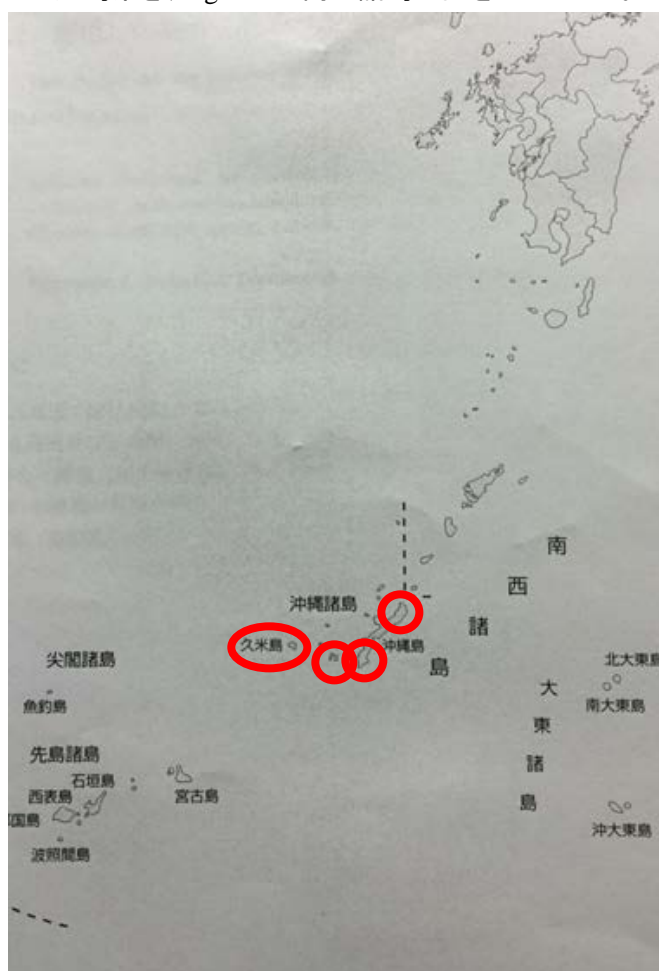 南西諸島
沖縄諸島
久米島
沖縄島
尖閣諸島
魚釣島
北大東島
南大東島
大東諸島
先島諸島
石垣島
西表島
宮古島
国島
波照間島
沖大東島